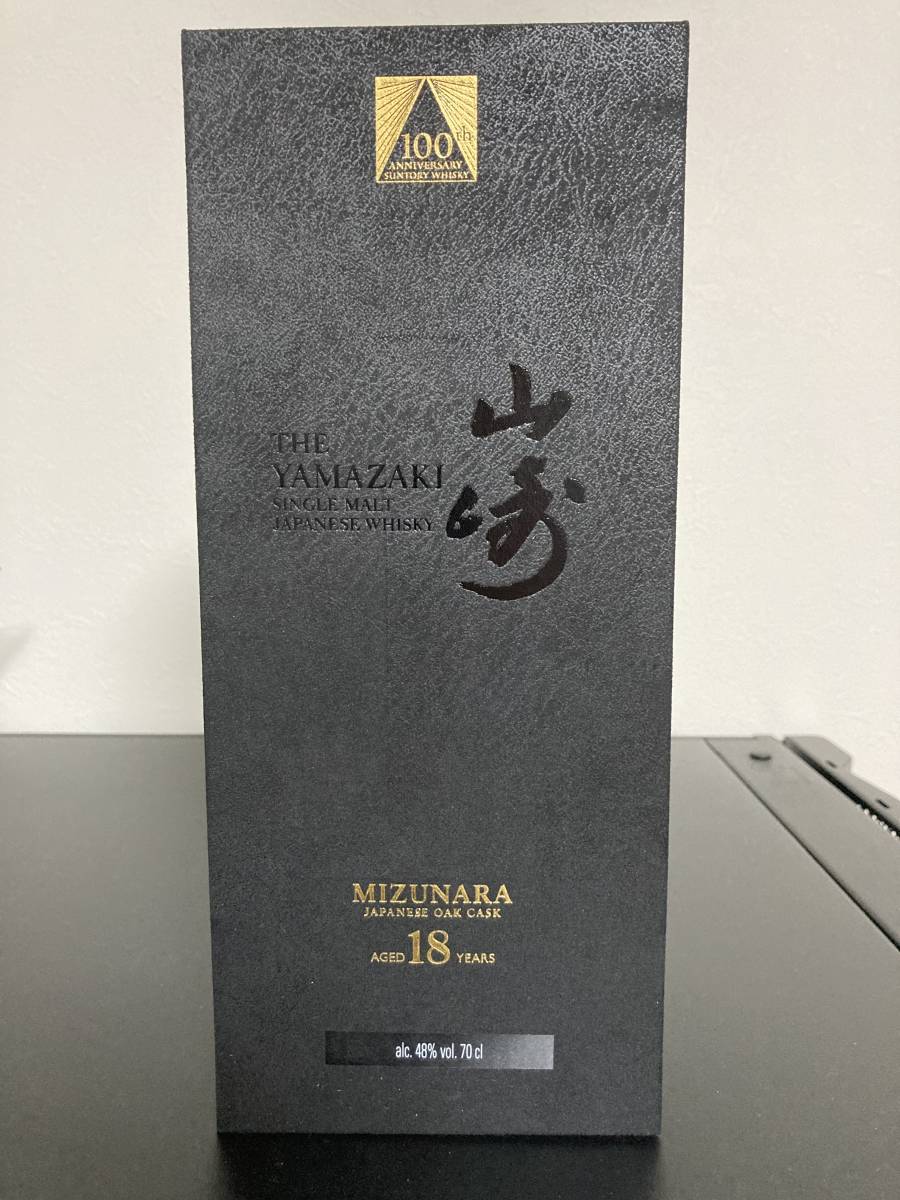 100th
ANNIVERSARY
SUNTORY WHISKY
山崎
THE
YAMAZAKI
SINGLE MALT
JAPANESE WHISKY
MIZUNARA
JAPANESE OAK CASK
AGED 18 YEARS
alc. 48% vol. 70 cl